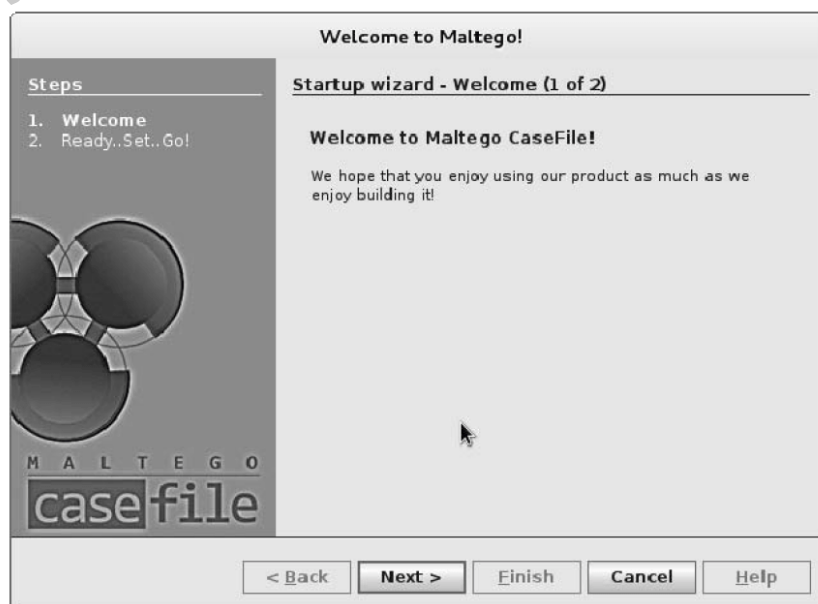 Welcome to Maltego!
Steps
1. Welcome
2. Ready..Set..Go!
MALTEGO
casefile
Startup wizard - Welcome (1 of 2)
Welcome to Maltego CaseFile!
We hope that you enjoy using our product as much as we
enjoy building it!
< Back
Next >
Finish
Cancel
Help